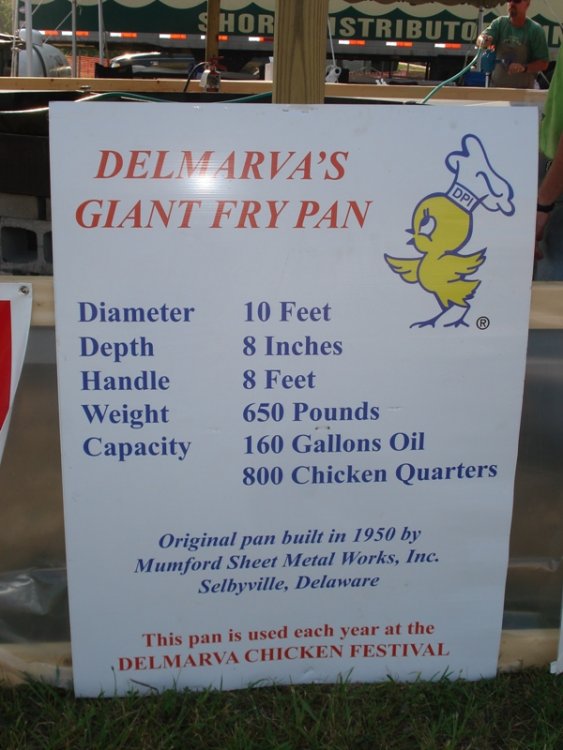 SHORE DISTRIBUTO
DELMARVA'S
GIANT FRY PAN
DPI
Diameter 10 Feet
Depth 8 Inches
Handle 8 Feet
Weight 650 Pounds
Capacity 160 Gallons Oil
800 Chicken Quarters
®
Original pan built in 1950 by
Mumford Sheet Metal Works, Inc.
Selbyville, Delaware
This pan is used each year at the
DELMARVA CHICKEN FESTIVAL